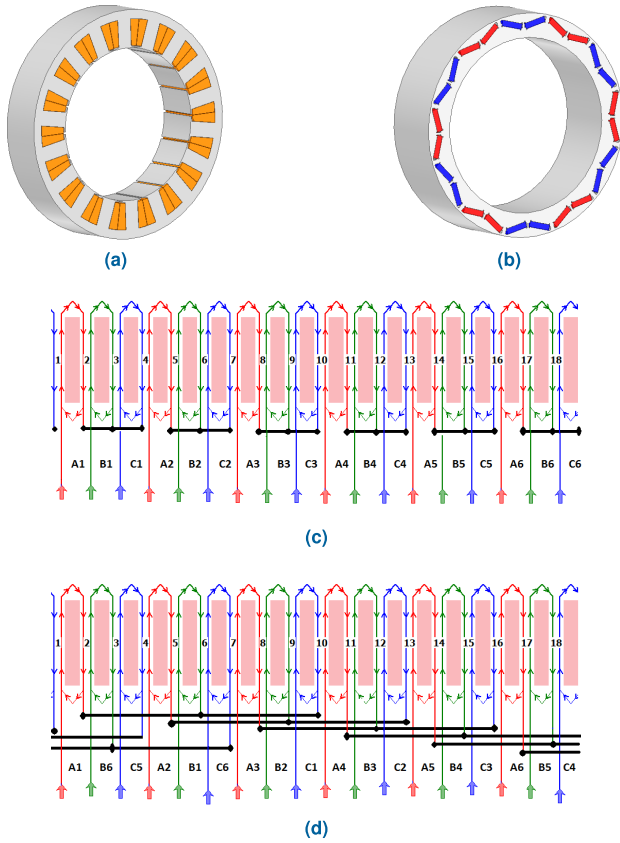 (a)
(b)
1 2 3 4 5 6 7 8 9 10 11 12 13 14 15 16 17 18
A1 B1 C1 A2 B2 C2 A3 B3 C3 A4 B4 C4 A5 B5 C5 A6 B6 C6
(c)
1 2 3 4 5 6 7 8 9 10 11 12 13 14 15 16 17 18
A1 B6 C5 A2 B1 C6 A3 B2 C1 A4 B3 C2 A5 B4 C3 A6 B5 C4
(d)